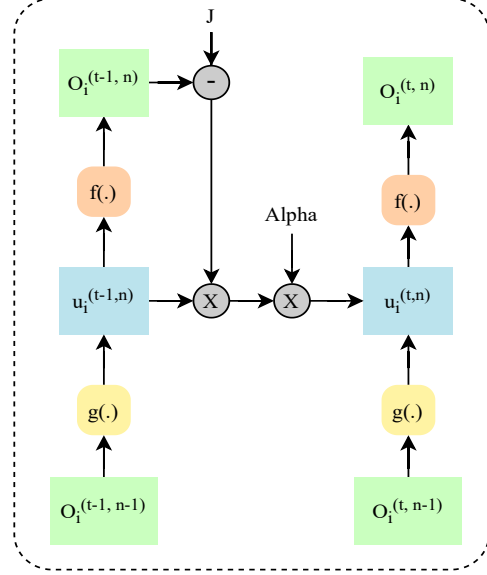 J
O_i^(t-1, n)
-
O_i^(t, n)
f(.)
f(.)
Alpha
u_i^(t-1,n)
X
X
u_i^(t,n)
g(.)
g(.)
O_i^(t-1, n-1)
O_i^(t, n-1)